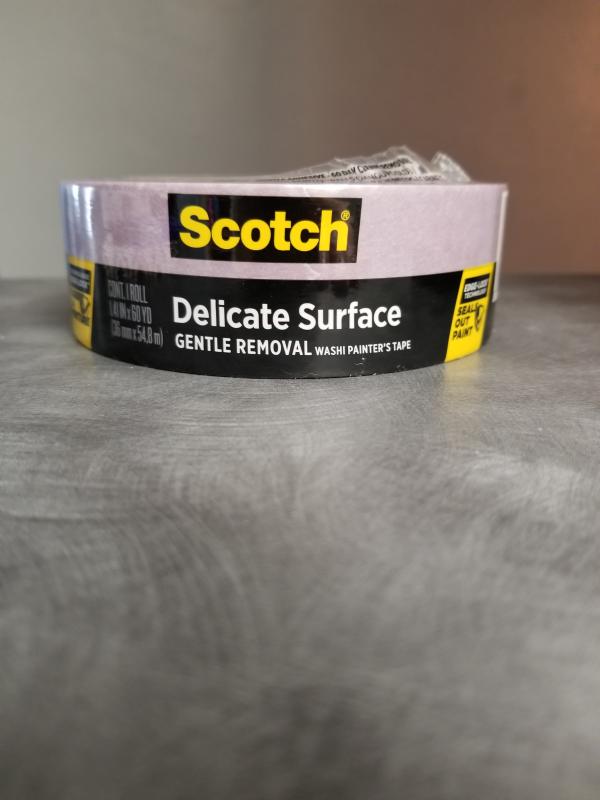 Scotch®
CONT. 1 ROLL
1.41 IN x 60 YD
(36 mm x 54,8 m)
Delicate Surface
GENTLE REMOVAL WASHI PAINTER'S TAPE
EDGE-LOCK
TECHNOLOGY
SEALS
OUT
PAINT